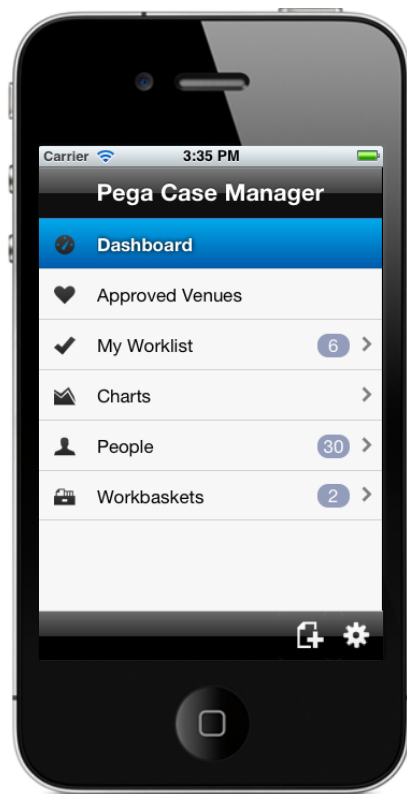 Carrier 3:35 PM
Pega Case Manager
Dashboard
Approved Venues
My Worklist 6
Charts
People 30
Workbaskets 2